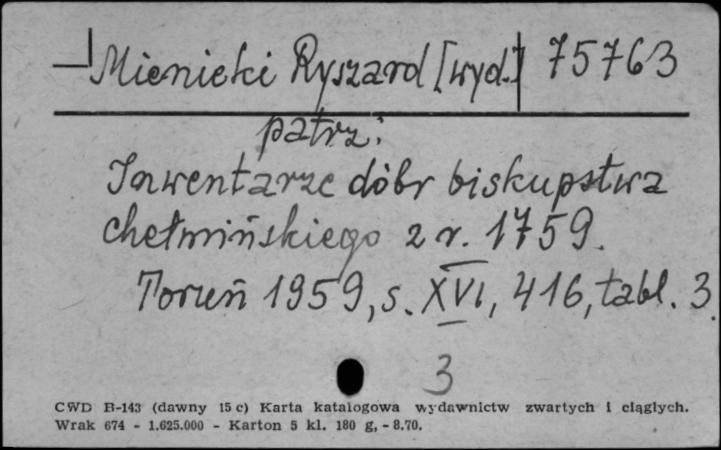 Mienicki Ryszard [wyd.] 75763
patrz:
Inwentarze dóbr biskupstwa
chełmińskiego z r. 1759.
Toruń 1959, s. XVI, 416, tabl. 3.
3
CWD B-143 (dawny 15 c) Karta katalogowa wydawnictw zwartych i ciągłych.
Wrak 674 - 1.625.000 - Karton 5 kl. 180 g, - 8.70.